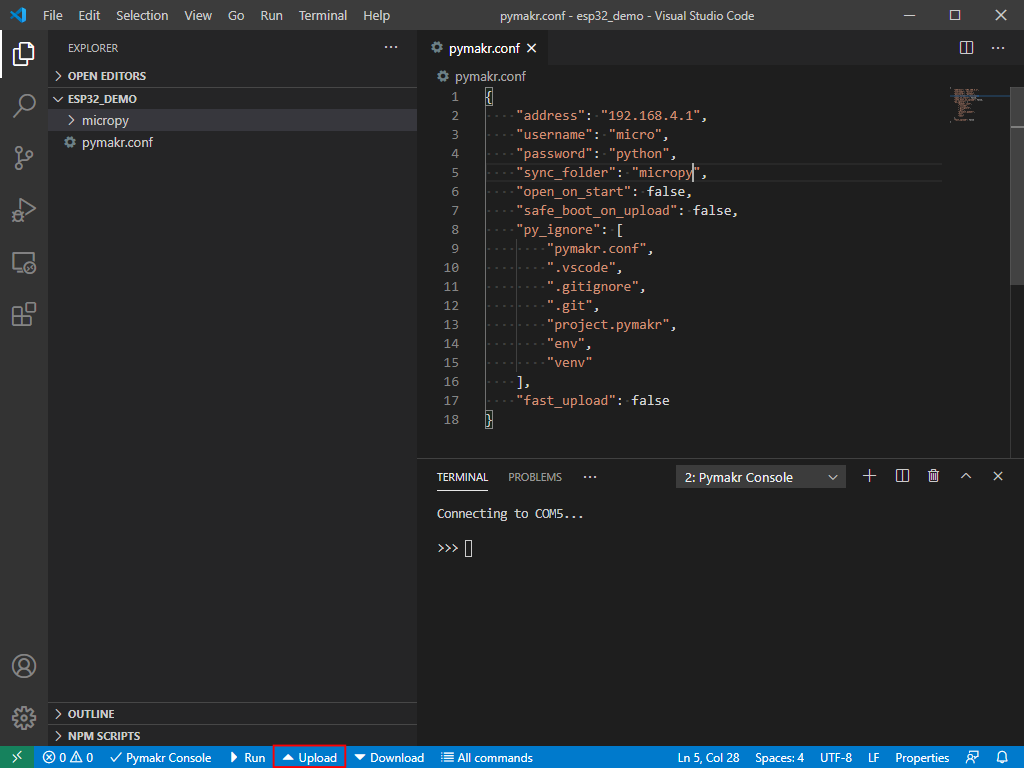 File Edit Selection View Go Run Terminal Help pymakr.conf - esp32_demo - Visual Studio Code
EXPLORER
OPEN EDITORS
ESP32_DEMO
micropy
pymakr.conf
OUTLINE
NPM SCRIPTS
pymakr.conf
pymakr.conf
1 {
2 "address": "192.168.4.1",
3 "username": "micro",
4 "password": "python",
5 "sync_folder": "micropy",
6 "open_on_start": false,
7 "safe_boot_on_upload": false,
8 "py_ignore": [
9 "pymakr.conf",
10 ".vscode",
11 ".gitignore",
12 ".git",
13 "project.pymakr",
14 "env",
15 "venv"
16 ],
17 "fast_upload": false
18 }
TERMINAL PROBLEMS ··· 2: Pymakr Console
Connecting to COM5...
>>>
0 0 Pymakr Console Run Upload Download All commands Ln 5, Col 28 Spaces: 4 UTF-8 LF Properties